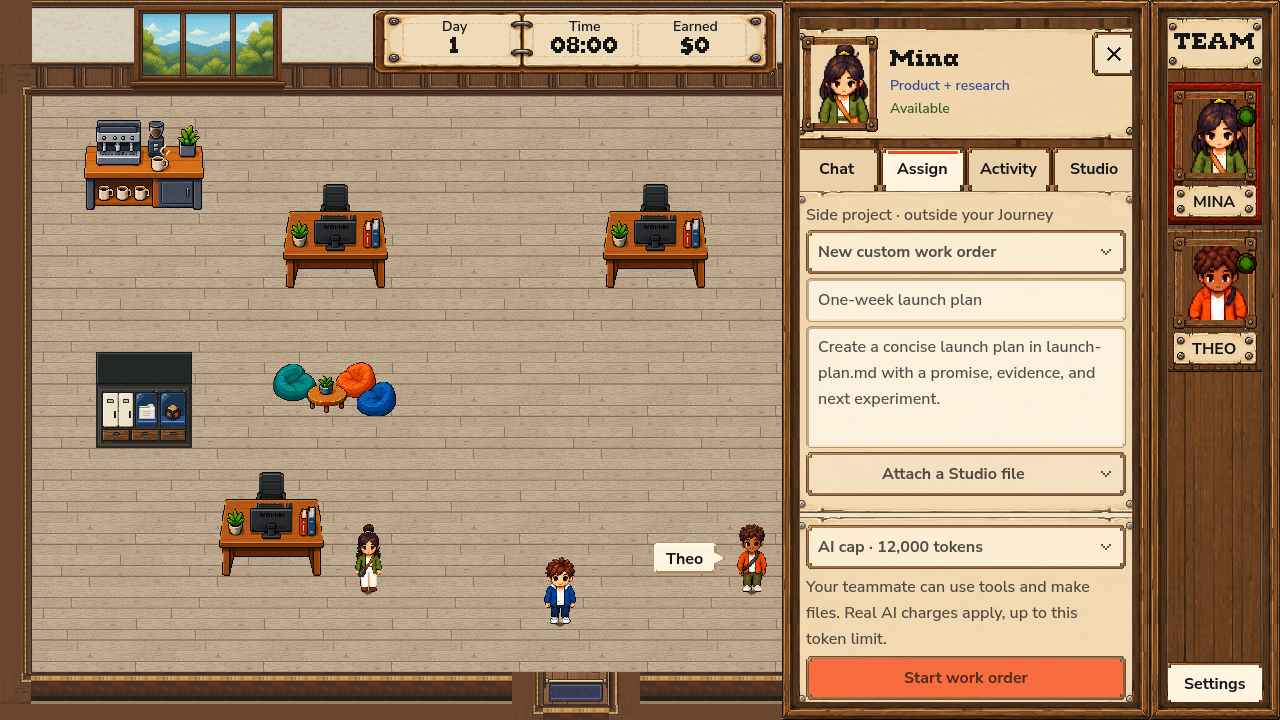 Day
1
Time
08:00
Earned
$0
Mina
Product + research
Available
Chat
Assign
Activity
Studio
Side project · outside your Journey
New custom work order
One-week launch plan
Create a concise launch plan in launch-
plan.md with a promise, evidence, and
next experiment.
Attach a Studio file
AI cap · 12,000 tokens
Your teammate can use tools and make
files. Real AI charges apply, up to this
token limit.
Start work order
TEAM
MINA
THEO
Settings
Theo